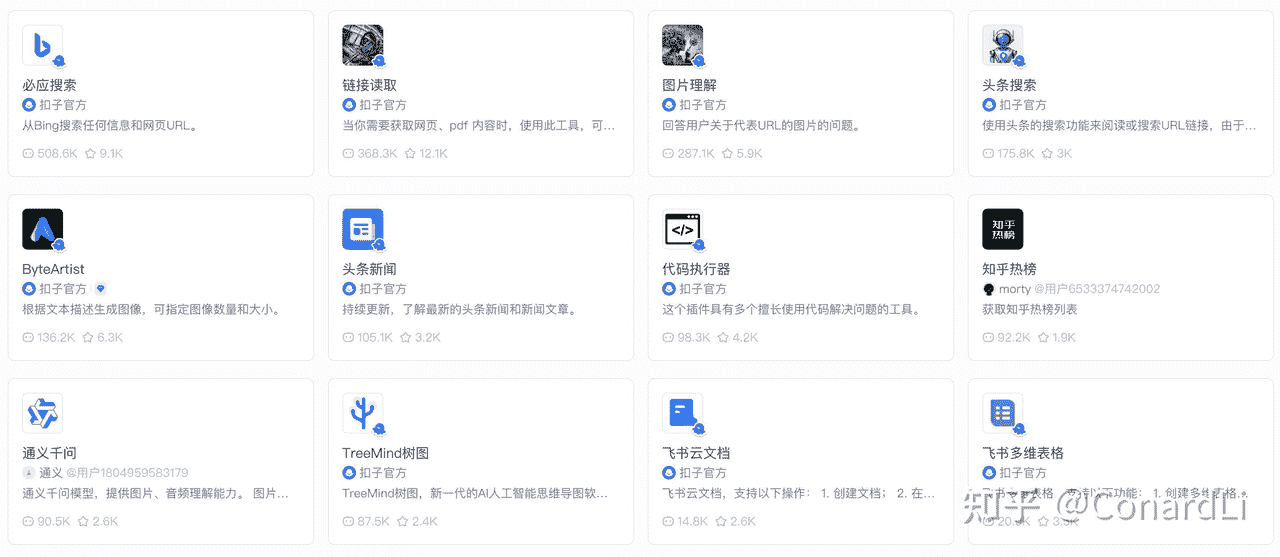 必应搜索
扣子官方
从Bing搜索任何信息和网页URL。
508.6K 9.1K
链接读取
扣子官方
当你需要获取网页、pdf 内容时，使用此工具，可...
368.3K 12.1K
图片理解
扣子官方
回答用户关于代表URL的图片的问题。
287.1K 5.9K
头条搜索
扣子官方
使用头条的搜索功能来阅读或搜索URL链接，由于...
175.8K 3K
ByteArtist
扣子官方
根据文本描述生成图像，可指定图像数量和大小。
136.2K 6.3K
头条新闻
扣子官方
持续更新，了解最新的头条新闻和新闻文章。
105.1K 3.2K
代码执行器
扣子官方
这个插件具有多个擅长使用代码解决问题的工具。
98.3K 4.2K
知乎
热榜
知乎热榜
morty @用户6533374742002
获取知乎热榜列表
92.2K 1.9K
通义千问
通义 @用户1804959583179
通义千问模型，提供图片、音频理解能力。 图片...
90.5K 2.6K
TreeMind树图
扣子官方
TreeMind树图，新一代的AI人工智能思维导图软...
87.5K 2.4K
飞书云文档
扣子官方
飞书云文档，支持以下操作： 1. 创建文档； 2. 在...
14.8K 2.6K
飞书多维表格
扣子官方
表格，支持以下功能： 1. 创建多维表格...
知乎 @ConardLi